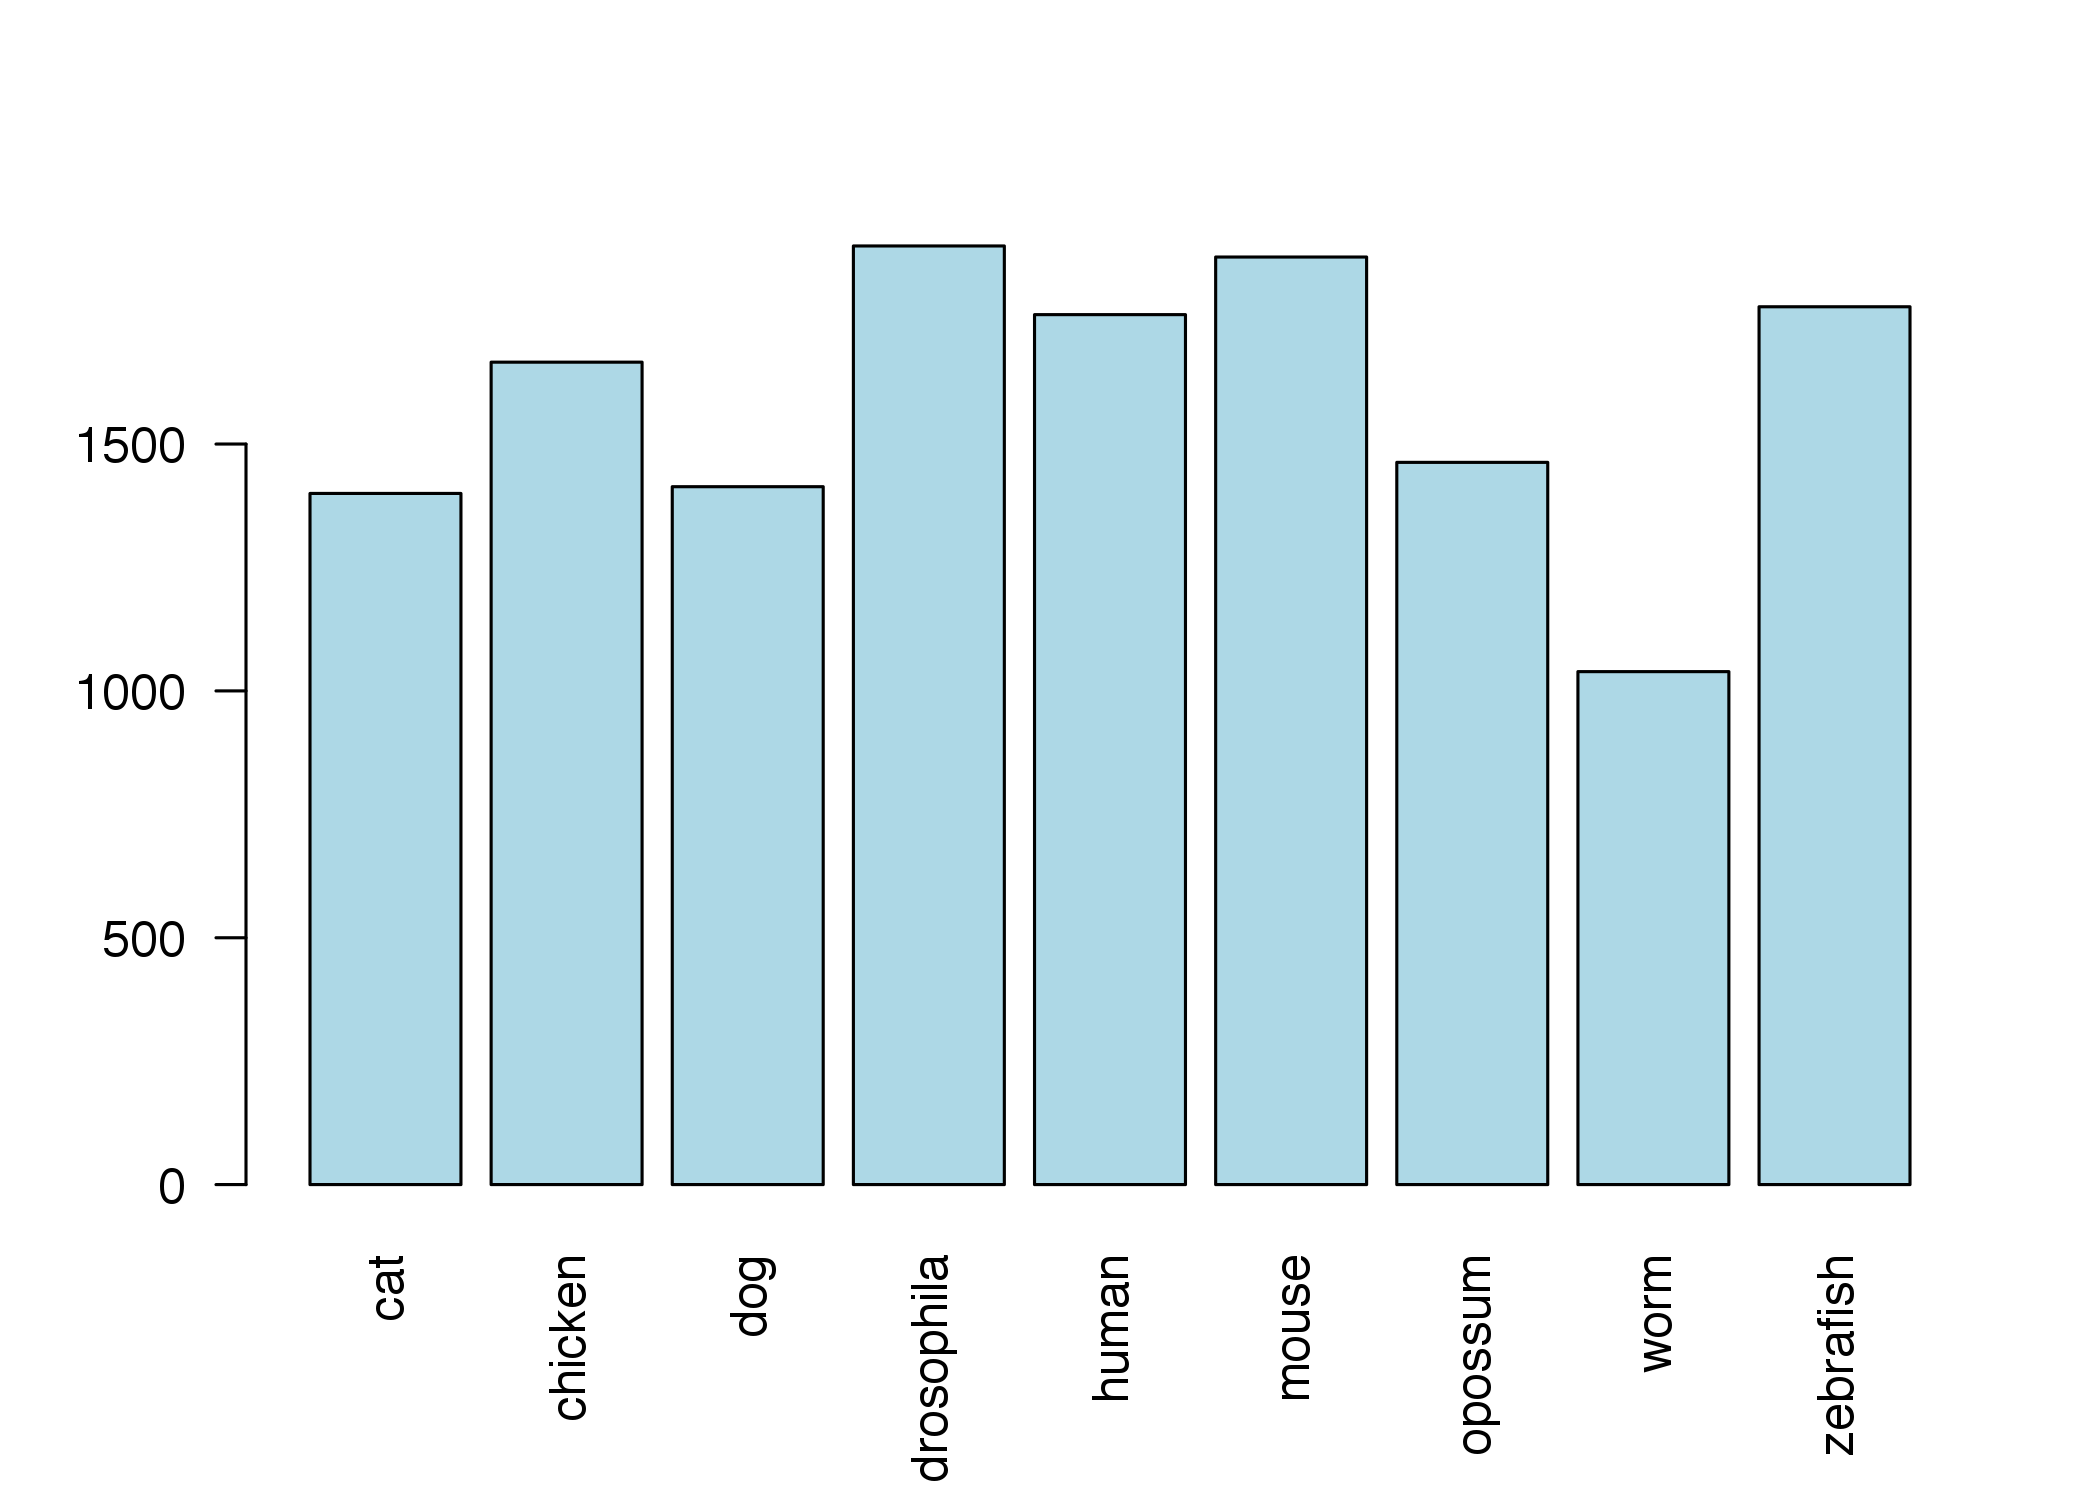 1500
1000
500
0
cat
chicken
dog
drosophila
human
mouse
opossum
worm
zebrafish